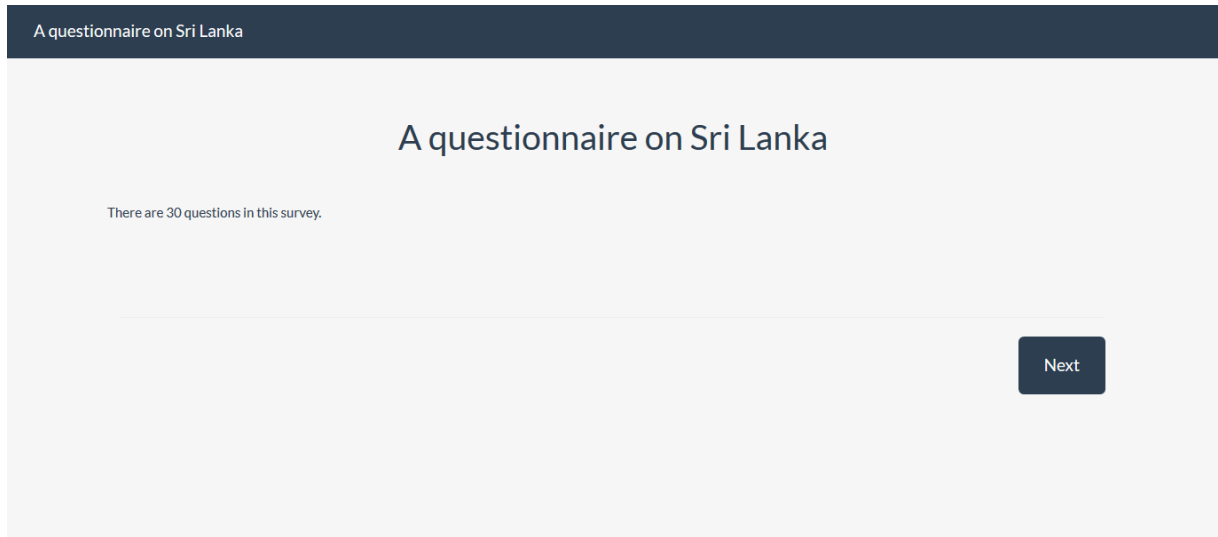 A questionnaire on Sri Lanka
A questionnaire on Sri Lanka
There are 30 questions in this survey.
Next